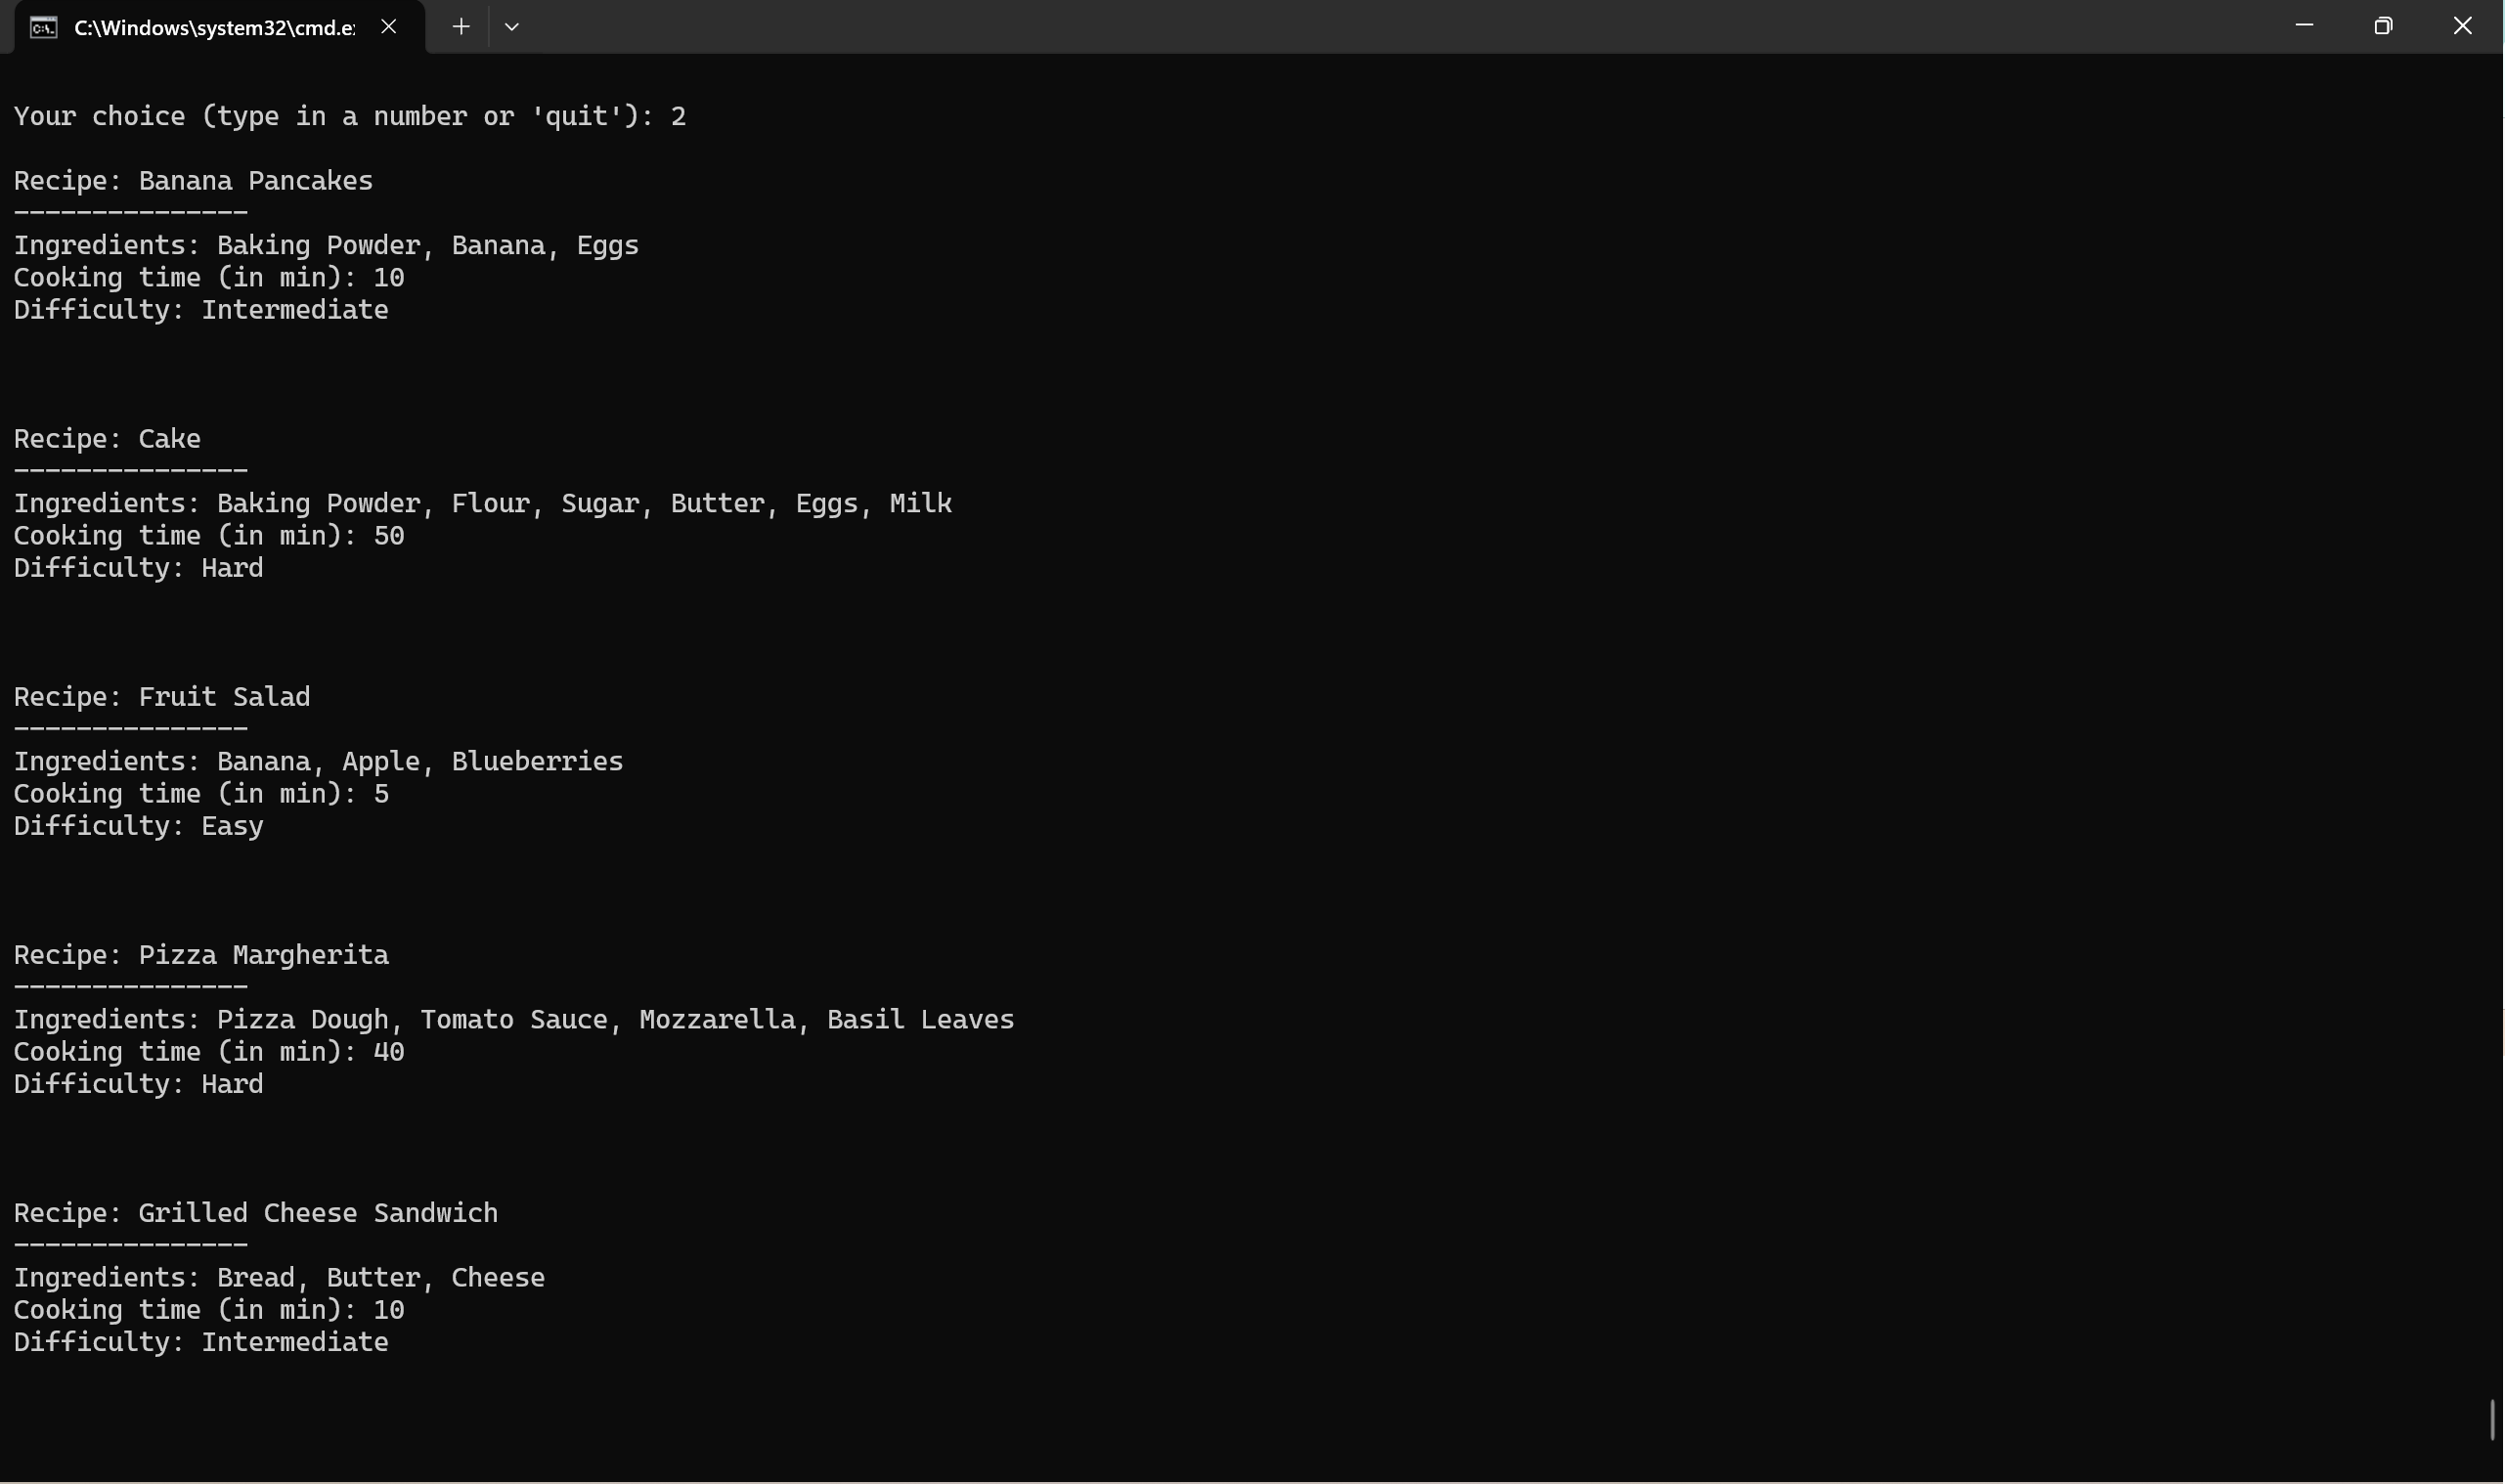 C:\Windows\system32\cmd.e
Your choice (type in a number or 'quit'): 2
Recipe: Banana Pancakes
---------------
Ingredients: Baking Powder, Banana, Eggs
Cooking time (in min): 10
Difficulty: Intermediate
Recipe: Cake
---------------
Ingredients: Baking Powder, Flour, Sugar, Butter, Eggs, Milk
Cooking time (in min): 50
Difficulty: Hard
Recipe: Fruit Salad
---------------
Ingredients: Banana, Apple, Blueberries
Cooking time (in min): 5
Difficulty: Easy
Recipe: Pizza Margherita
---------------
Ingredients: Pizza Dough, Tomato Sauce, Mozzarella, Basil Leaves
Cooking time (in min): 40
Difficulty: Hard
Recipe: Grilled Cheese Sandwich
---------------
Ingredients: Bread, Butter, Cheese
Cooking time (in min): 10
Difficulty: Intermediate